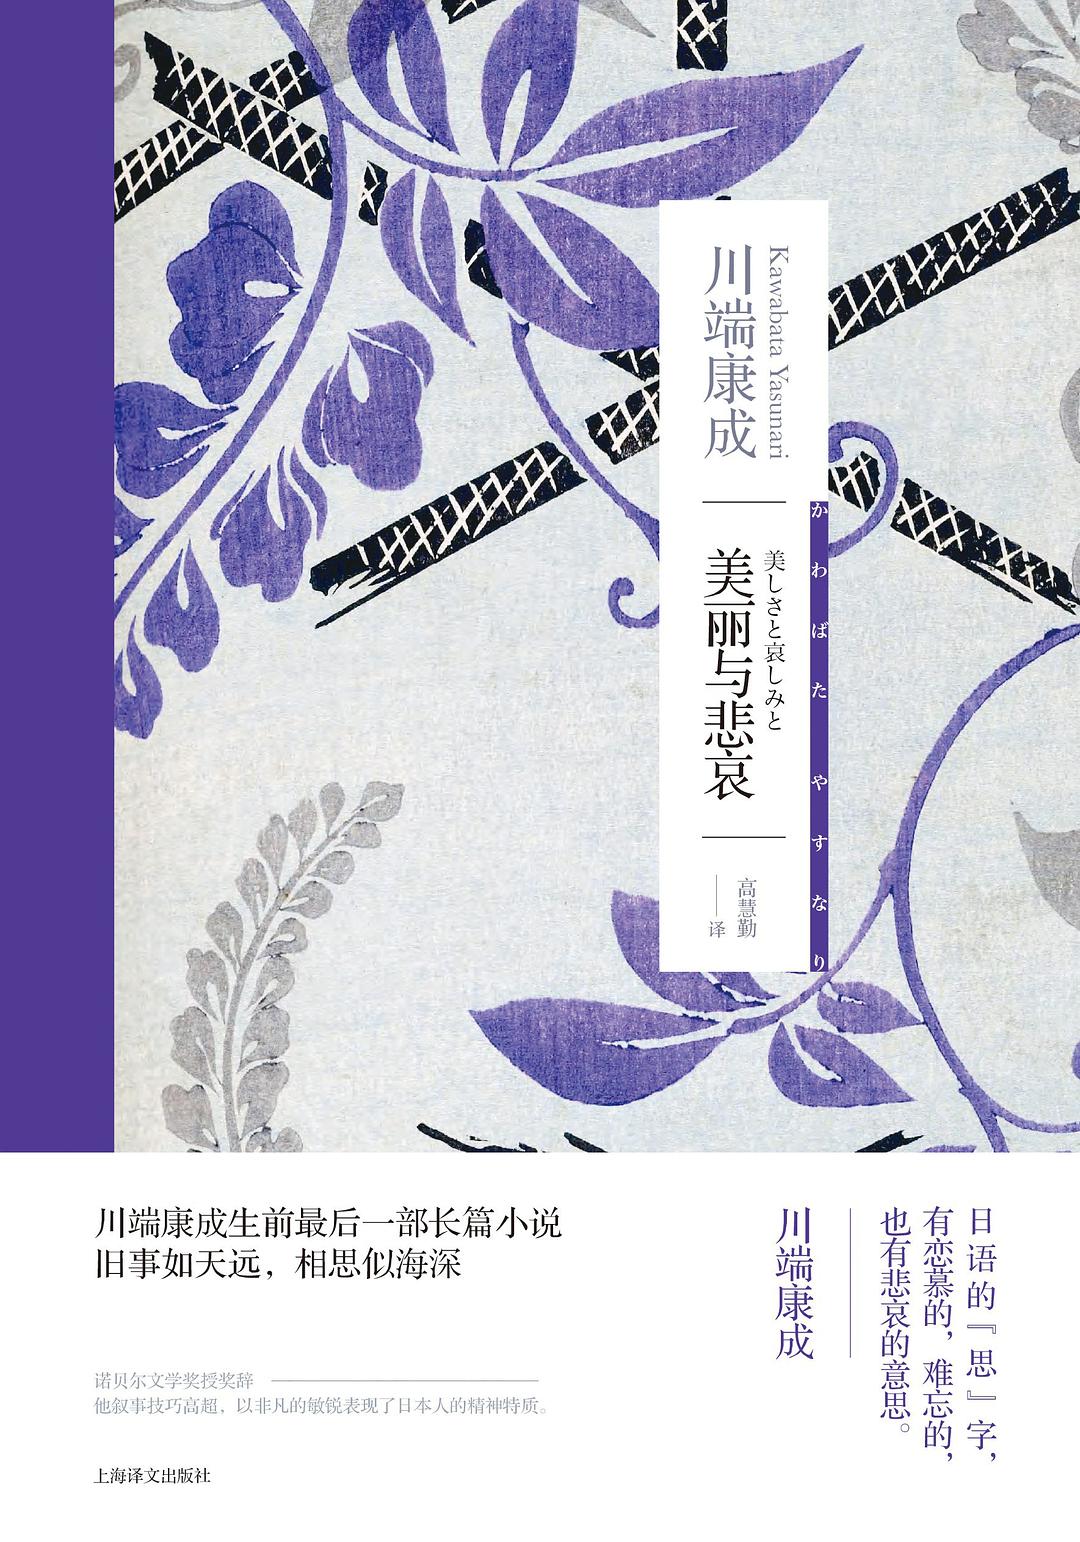 川端康成
Kawabata Yasunari
美しさと哀しみと
美丽与悲哀
かわばた やすなり
高慧勤
——译
川端康成生前最后一部长篇小说
旧事如天远，相思似海深
诺贝尔文学奖授奖辞
他叙事技巧高超，以非凡的敏锐表现了日本人的精神特质。
上海译文出版社
日语的『思』字，
有恋慕的，难忘的，
也有悲哀的意思。
川端康成